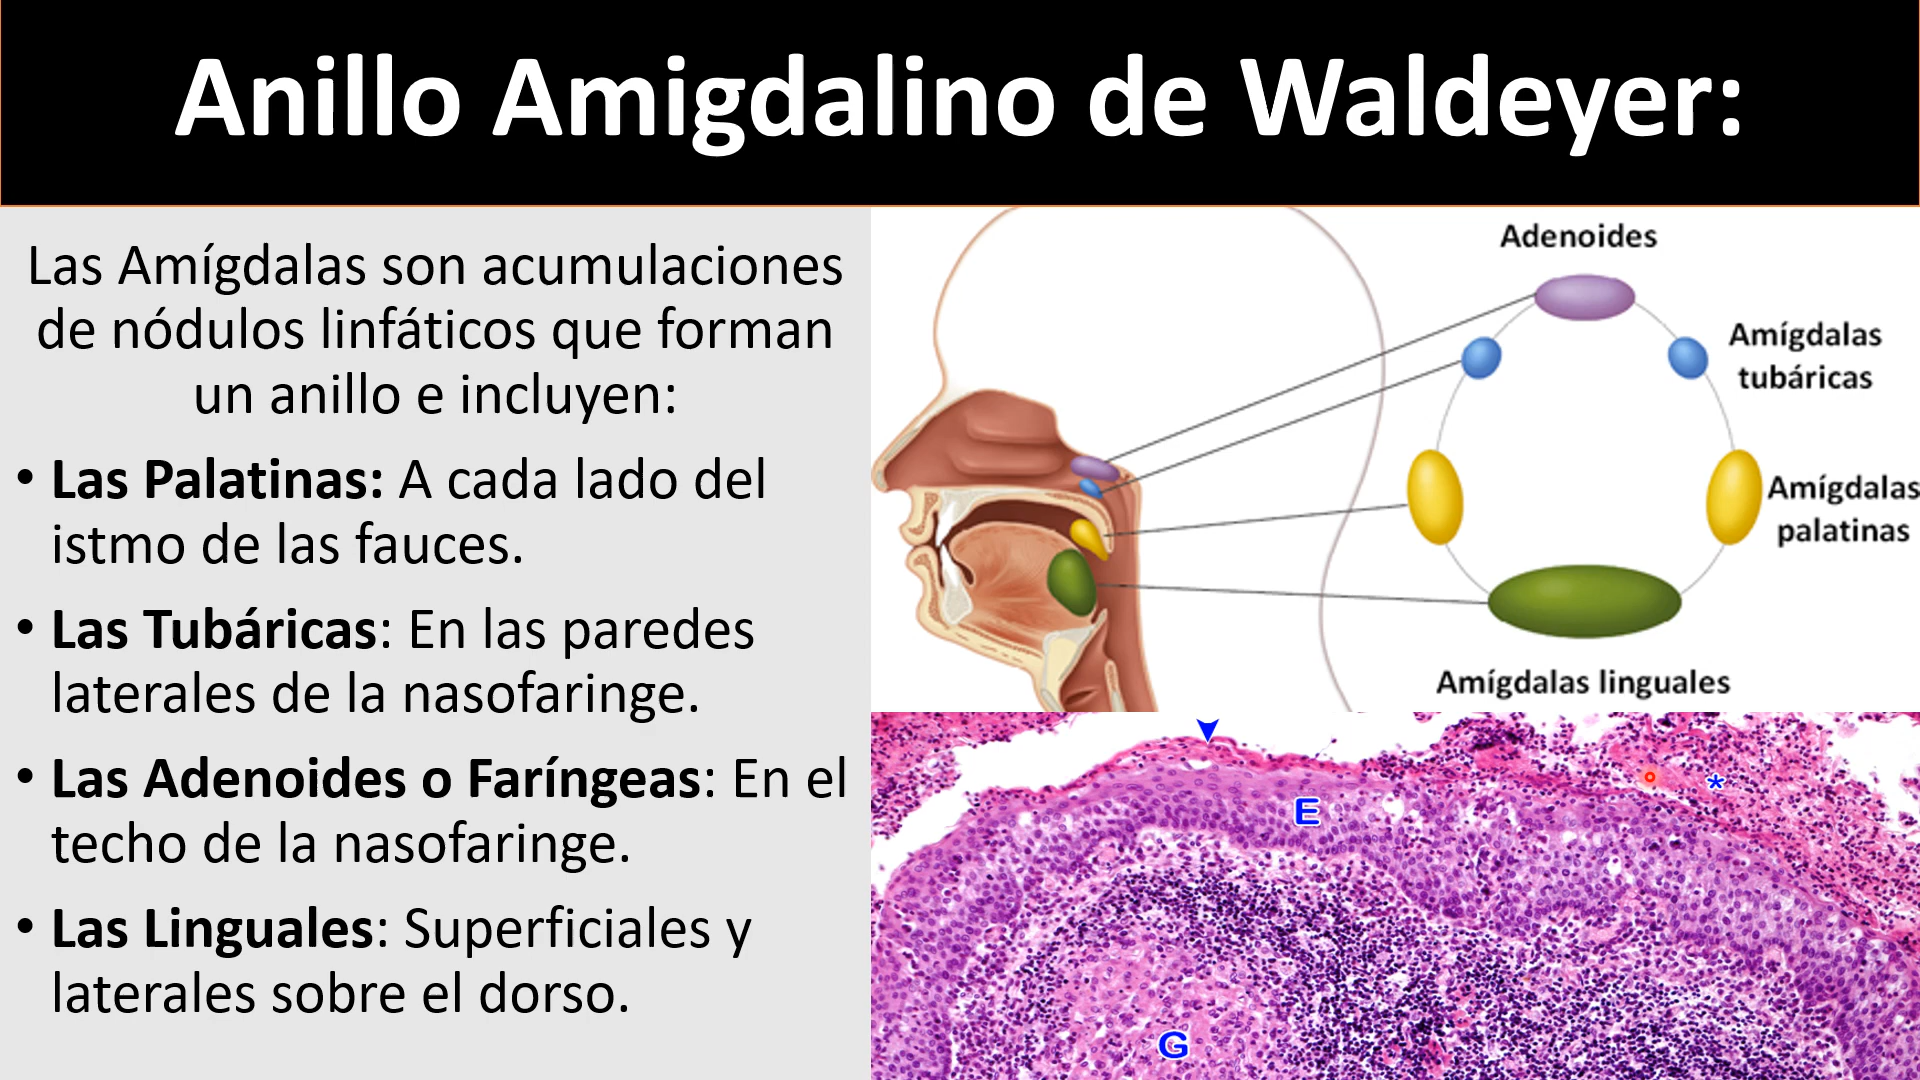 Anillo Amigdalino de Waldeyer:
Las Amígdalas son acumulaciones
de nódulos linfáticos que forman
un anillo e incluyen:
• Las Palatinas: A cada lado del
istmo de las fauces.
• Las Tubáricas: En las paredes
laterales de la nasofaringe.
• Las Adenoides o Faríngeas: En el
techo de la nasofaringe.
• Las Linguales: Superficiales y
laterales sobre el dorso.
Adenoides
Amígdalas
tubáricas
Amígdalas
palatinas
Amígdalas linguales
E
*
G